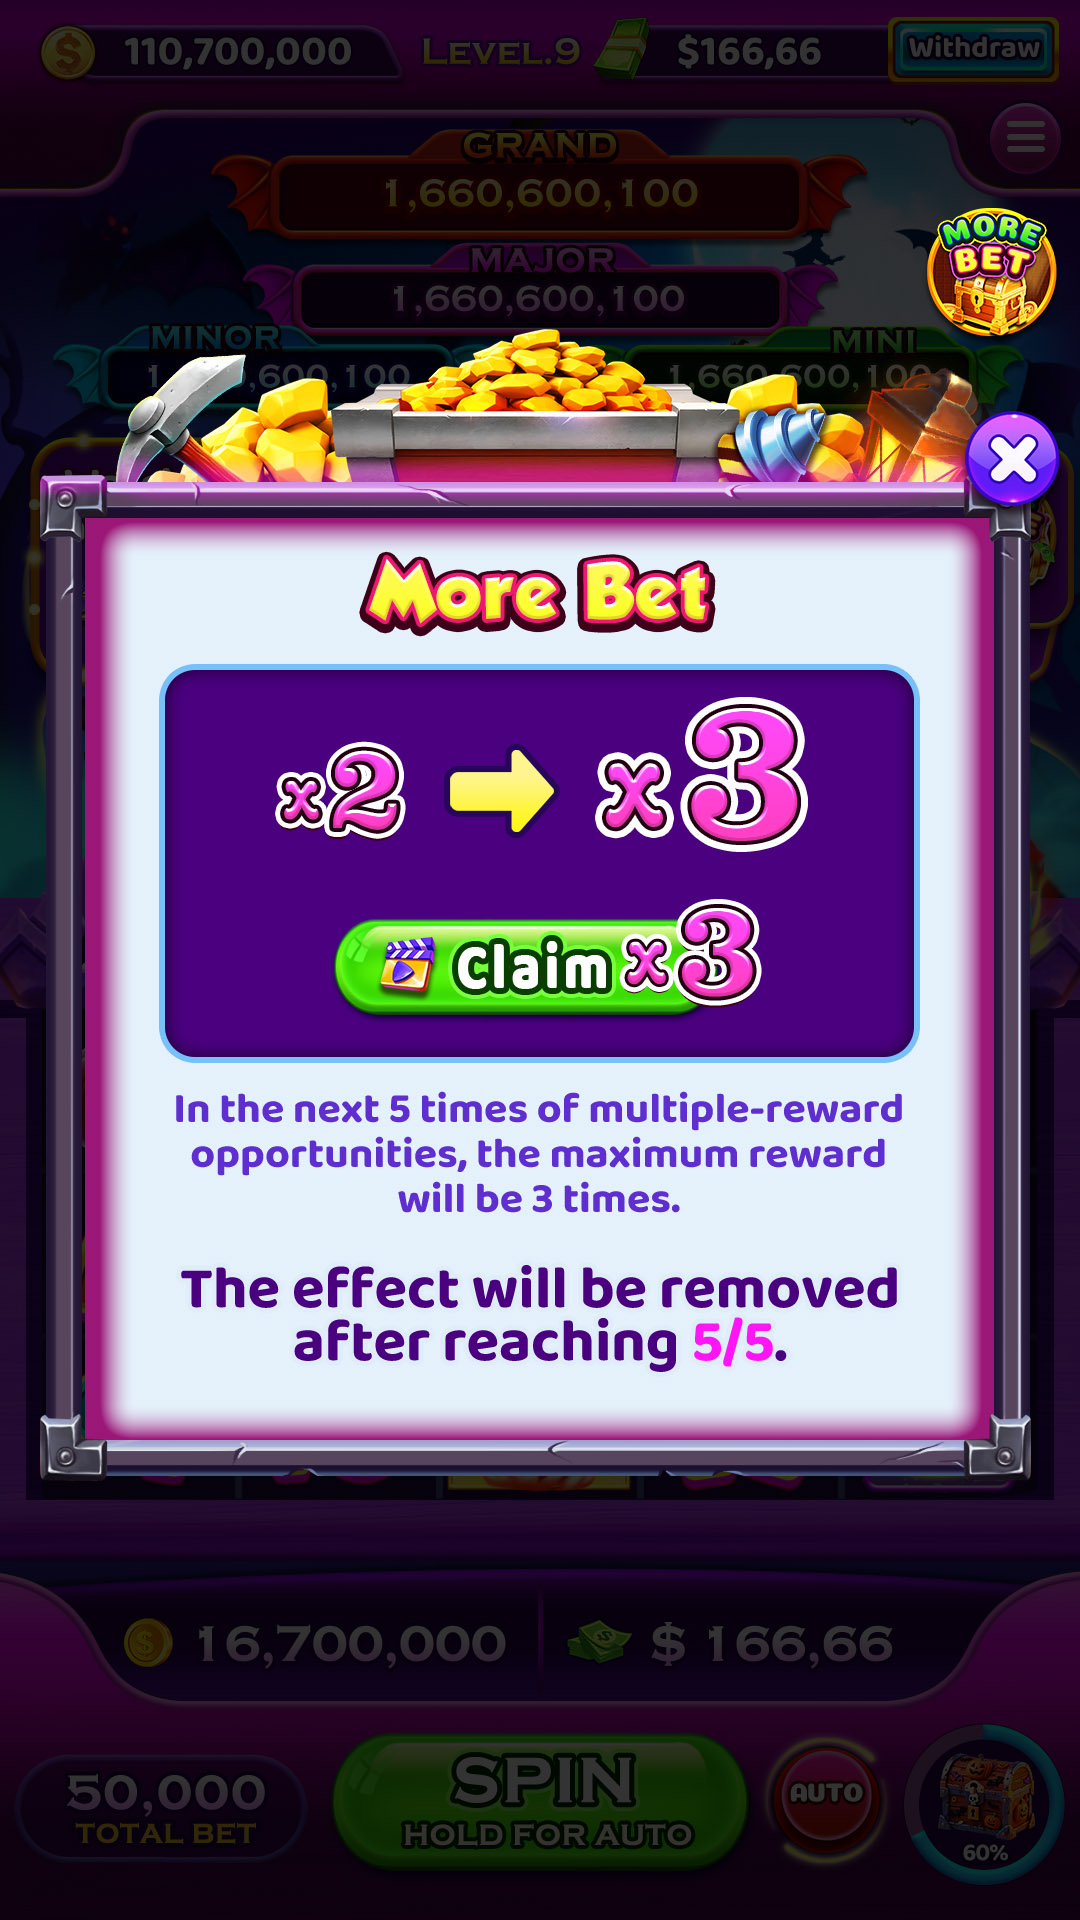 110,700,000
LEVEL.9
$166,66
Withdraw
GRAND
1,660,600,100
MAJOR
1,660,600,100
MORE
BET
MINOR
MINI
More Bet
x2
x3
Claim x3
In the next 5 times of multiple-reward
opportunities, the maximum reward
will be 3 times.
The effect will be removed
after reaching 5/5.
16,700,000
$ 166,66
50,000
TOTAL BET
SPIN
HOLD FOR AUTO
AUTO
60%